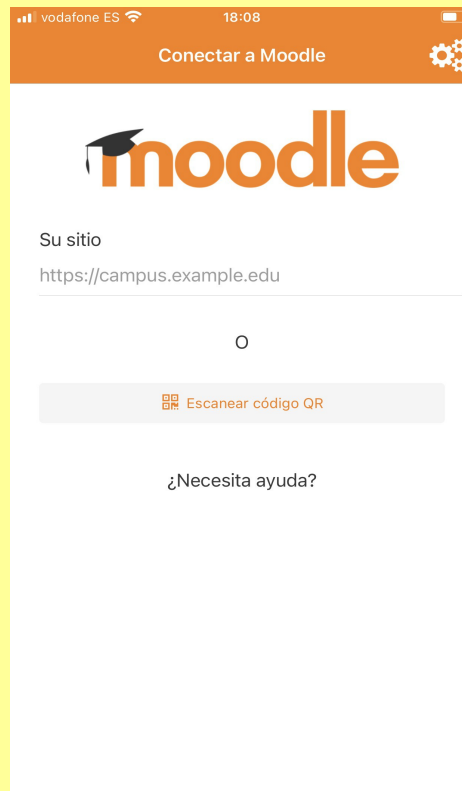 vodafone ES 18:08
Conectar a Moodle
moodle
Su sitio
https://campus.example.edu
O
Escanear código QR
¿Necesita ayuda?